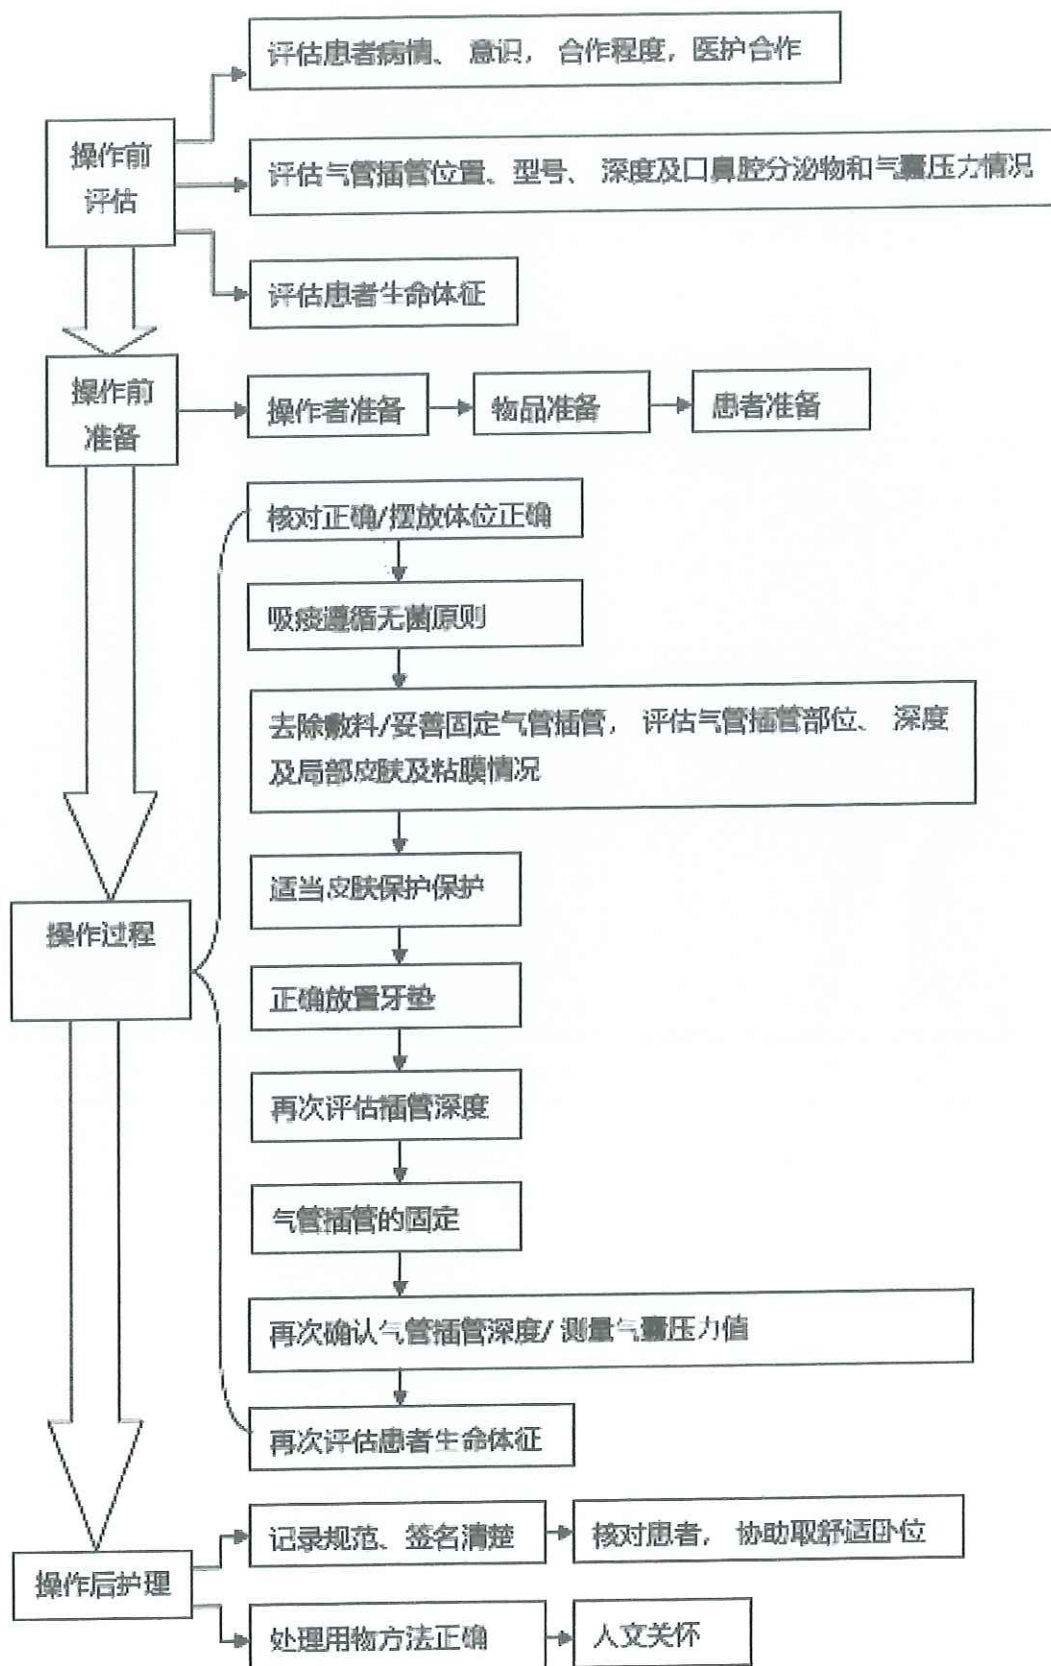 评估患者病情、 意识， 合作程度，医护合作
操作前
评估
评估气管插管位置、型号、 深度及口鼻腔分泌物和气囊压力情况
评估患者生命体征
操作前
准备
操作者准备
物品准备
患者准备
核对正确/摆放体位正确
吸痰遵循无菌原则
去除敷料/妥善固定气管插管， 评估气管插管部位、 深度
及局部皮肤及粘膜情况
适当皮肤保护保护
操作过程
正确放置牙垫
再次评估插管深度
气管插管的固定
再次确认气管插管深度/ 测量气囊压力值
再次评估患者生命体征
操作后护理
记录规范、签名清楚
核对患者， 协助取舒适卧位
处理用物方法正确
人文关怀